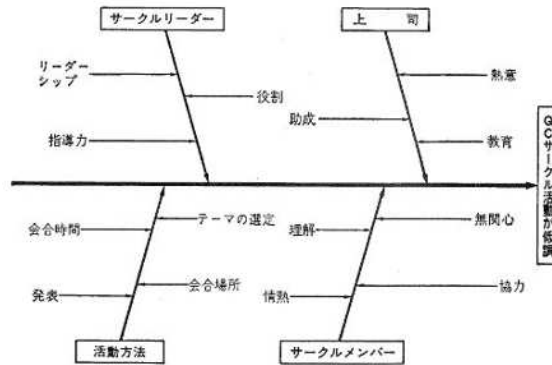 サークルリーダー
上司
リーダー
シップ
熱意
役割
助成
指導力
教育
QCサークル活動が低調
テーマの選定
無関心
会合時間
理解
会合場所
協力
発表
情熱
活動方法
サークルメンバー